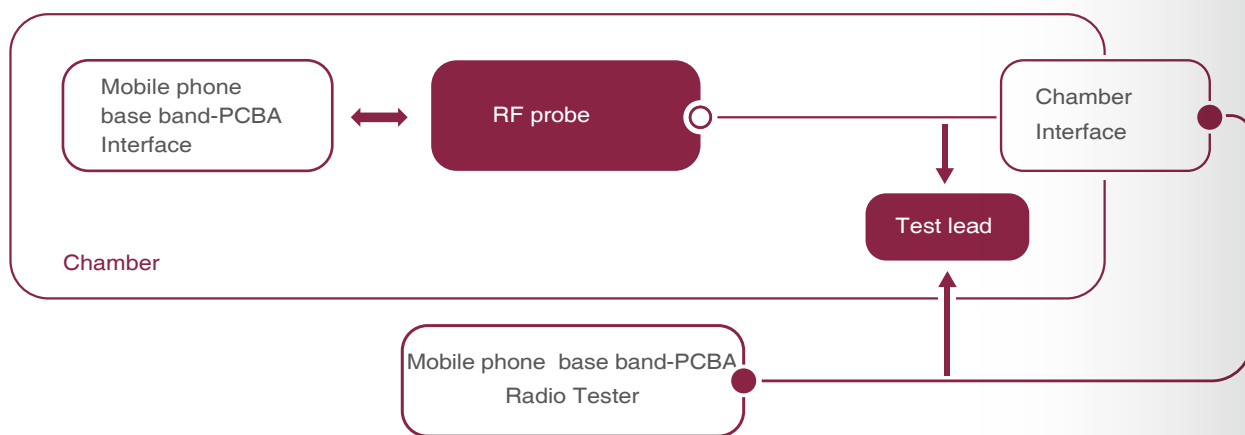 Mobile phone
base band-PCBA
Interface
RF probe
Chamber
Interface
Test lead
Chamber
Mobile phone base band-PCBA
Radio Tester